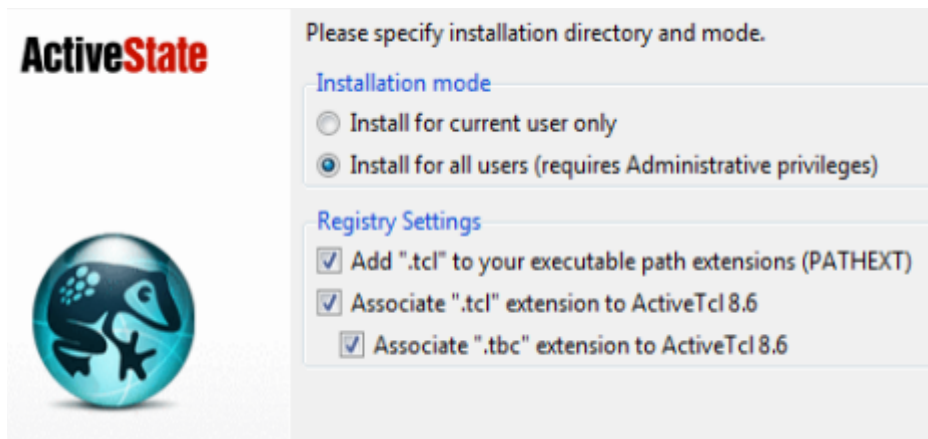 ActiveState
Please specify installation directory and mode.
Installation mode
Install for current user only
Install for all users (requires Administrative privileges)
Registry Settings
Add ".tcl" to your executable path extensions (PATHEXT)
Associate ".tcl" extension to ActiveTcl 8.6
Associate ".tbc" extension to ActiveTcl 8.6